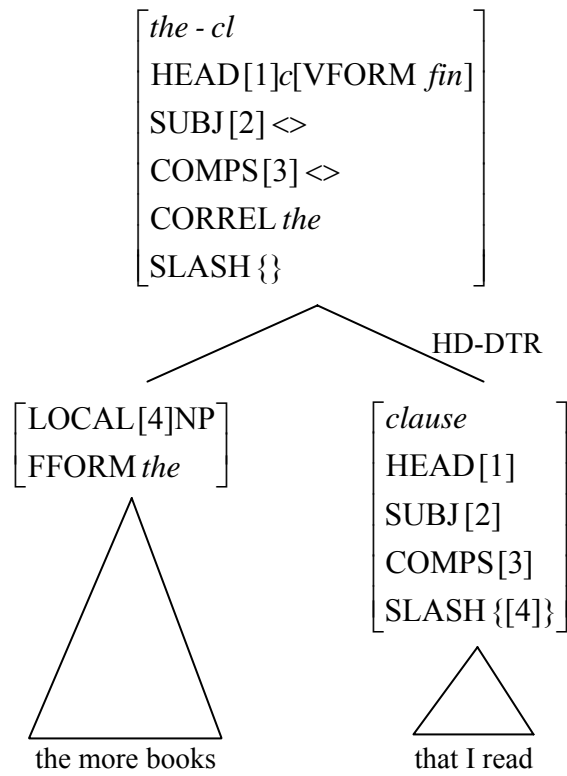 the - cl
HEAD[1]c[VFORM fin]
SUBJ[2] <>
COMPS[3] <>
CORREL the
SLASH {}
HD-DTR
LOCAL[4]NP
FFORM the
clause
HEAD[1]
SUBJ[2]
COMPS[3]
SLASH {[4]}
the more books
that I read